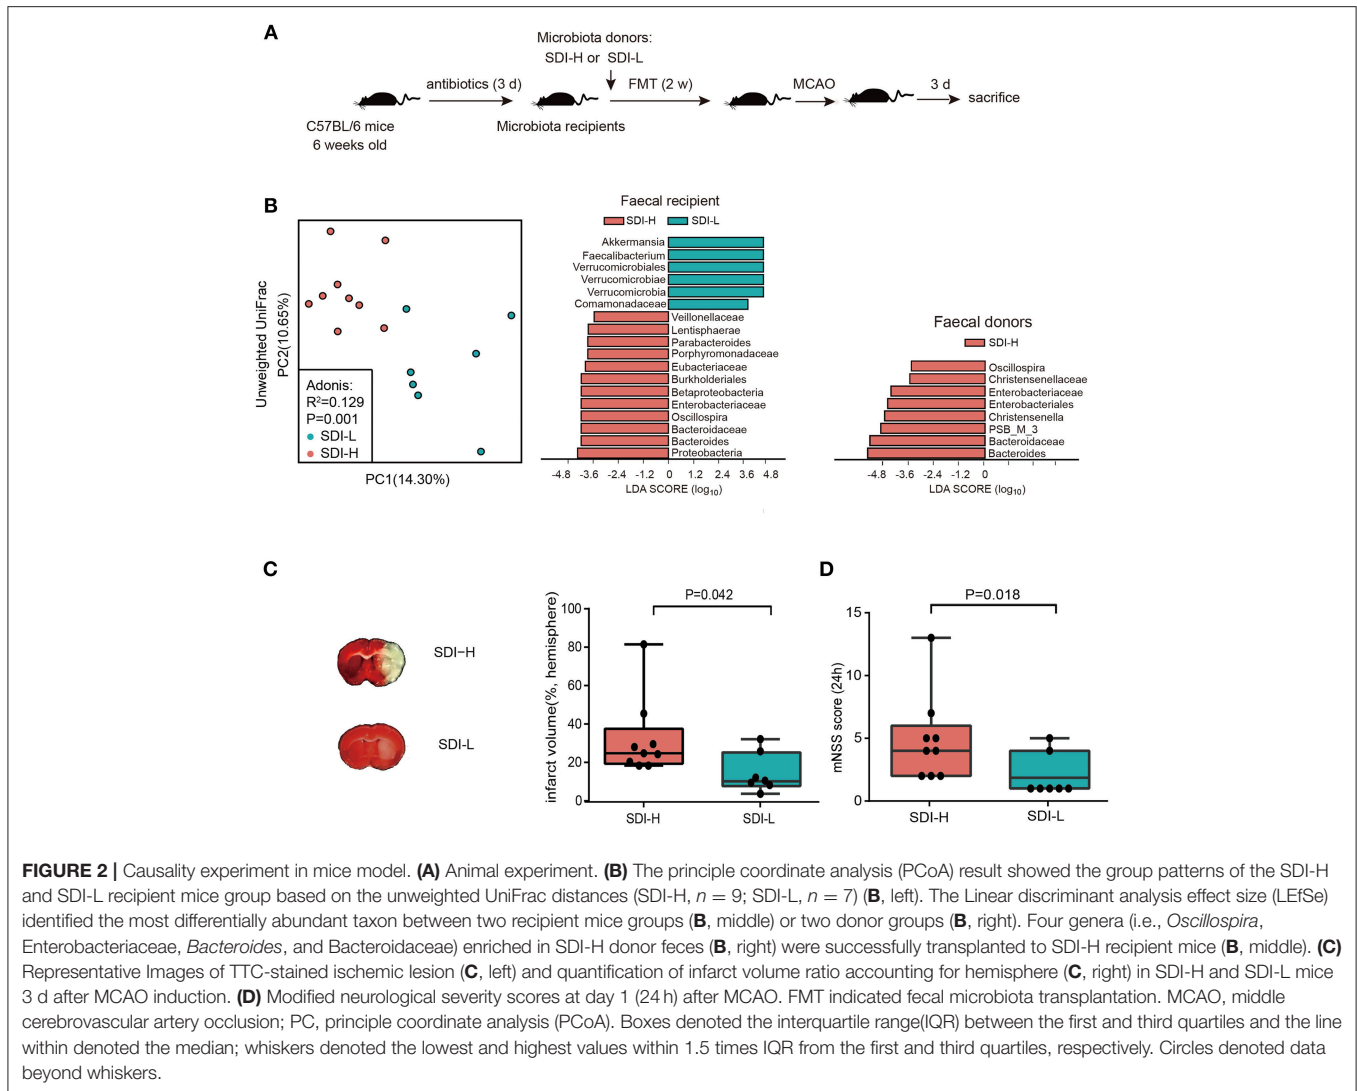 A
Microbiota donors:
SDI-H or SDI-L
antibiotics (3 d)
FMT (2 w)
MCAO
3 d
sacrifice
C57BL/6 mice
6 weeks old
Microbiota recipients
B
Unweighted UniFrac
PC2(10.65%)
Adonis:
R²=0.129
P=0.001
SDI-L
SDI-H
PC1(14.30%)
Faecal recipient
SDI-H SDI-L
Akkermansia
Faecalibacterium
Verrucomicrobiales
Verrucomicrobiae
Verrucomicrobia
Comamonadaceae
Veillonellaceae
Lentisphaerae
Parabacteroides
Porphyromonadaceae
Eubacteriaceae
Burkholderiales
Betaproteobacteria
Enterobacteriaceae
Oscillospira
Bacteroidaceae
Bacteroides
Proteobacteria
-4.8 -3.6 -2.4 -1.2 0 1.2 2.4 3.6 4.8
LDA SCORE (log₁₀)
Faecal donors
SDI-H
Oscillospira
Christensenellaceae
Enterobacteriaceae
Enterobacteriales
Christensenella
PSB_M_3
Bacteroidaceae
Bacteroides
-4.8 -3.6 -2.4 -1.2 0
LDA SCORE (log₁₀)
C
SDI−H
SDI-L
infarct volume(%, hemisphere)
100
80
60
40
20
0
P=0.042
SDI-H SDI-L
D
mNSS score (24h)
15
10
5
0
P=0.018
SDI-H SDI-L
FIGURE 2 | Causality experiment in mice model. (A) Animal experiment. (B) The principle coordinate analysis (PCoA) result showed the group patterns of the SDI-H
and SDI-L recipient mice group based on the unweighted UniFrac distances (SDI-H, n = 9; SDI-L, n = 7) (B, left). The Linear discriminant analysis effect size (LEfSe)
identified the most differentially abundant taxon between two recipient mice groups (B, middle) or two donor groups (B, right). Four genera (i.e., Oscillospira,
Enterobacteriaceae, Bacteroides, and Bacteroidaceae) enriched in SDI-H donor feces (B, right) were successfully transplanted to SDI-H recipient mice (B, middle). (C)
Representative Images of TTC-stained ischemic lesion (C, left) and quantification of infarct volume ratio accounting for hemisphere (C, right) in SDI-H and SDI-L mice
3 d after MCAO induction. (D) Modified neurological severity scores at day 1 (24 h) after MCAO. FMT indicated fecal microbiota transplantation. MCAO, middle
cerebrovascular artery occlusion; PC, principle coordinate analysis (PCoA). Boxes denoted the interquartile range(IQR) between the first and third quartiles and the line
within denoted the median; whiskers denoted the lowest and highest values within 1.5 times IQR from the first and third quartiles, respectively. Circles denoted data
beyond whiskers.